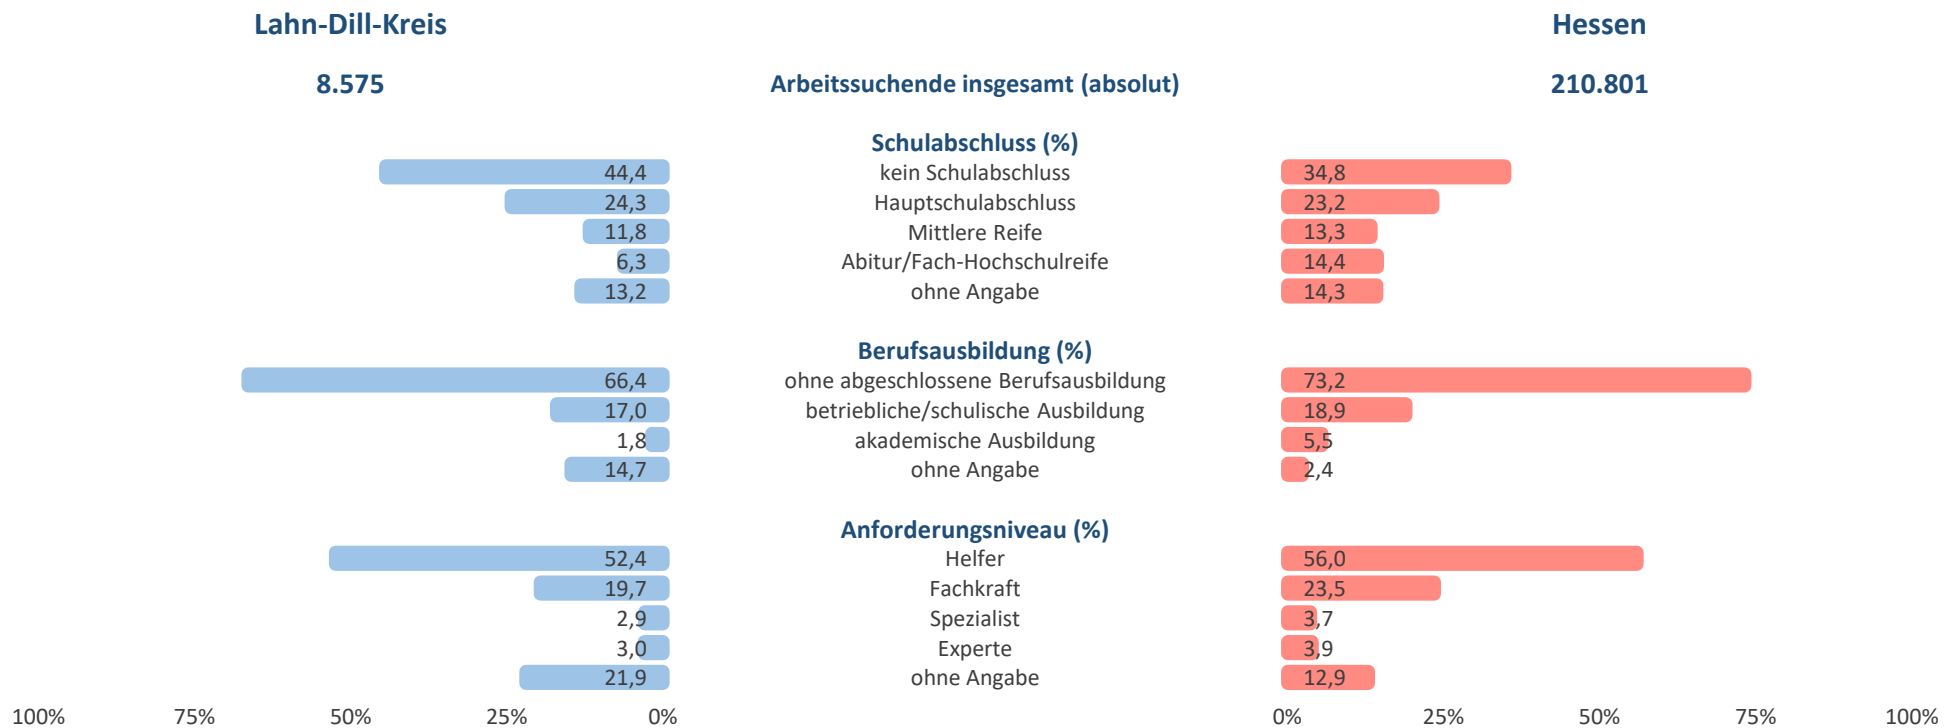 Lahn-Dill-Kreis Hessen
8.575 Arbeitssuchende insgesamt (absolut) 210.801
Schulabschluss (%)
44,4 kein Schulabschluss 34,8
24,3 Hauptschulabschluss 23,2
11,8 Mittlere Reife 13,3
6,3 Abitur/Fach-Hochschulreife 14,4
13,2 ohne Angabe 14,3
Berufsausbildung (%)
66,4 ohne abgeschlossene Berufsausbildung 73,2
17,0 betriebliche/schulische Ausbildung 18,9
1,8 akademische Ausbildung 5,5
14,7 ohne Angabe 2,4
Anforderungsniveau (%)
52,4 Helfer 56,0
19,7 Fachkraft 23,5
2,9 Spezialist 3,7
3,0 Experte 3,9
21,9 ohne Angabe 12,9
100% 75% 50% 25% 0% 0% 25% 50% 75% 100%